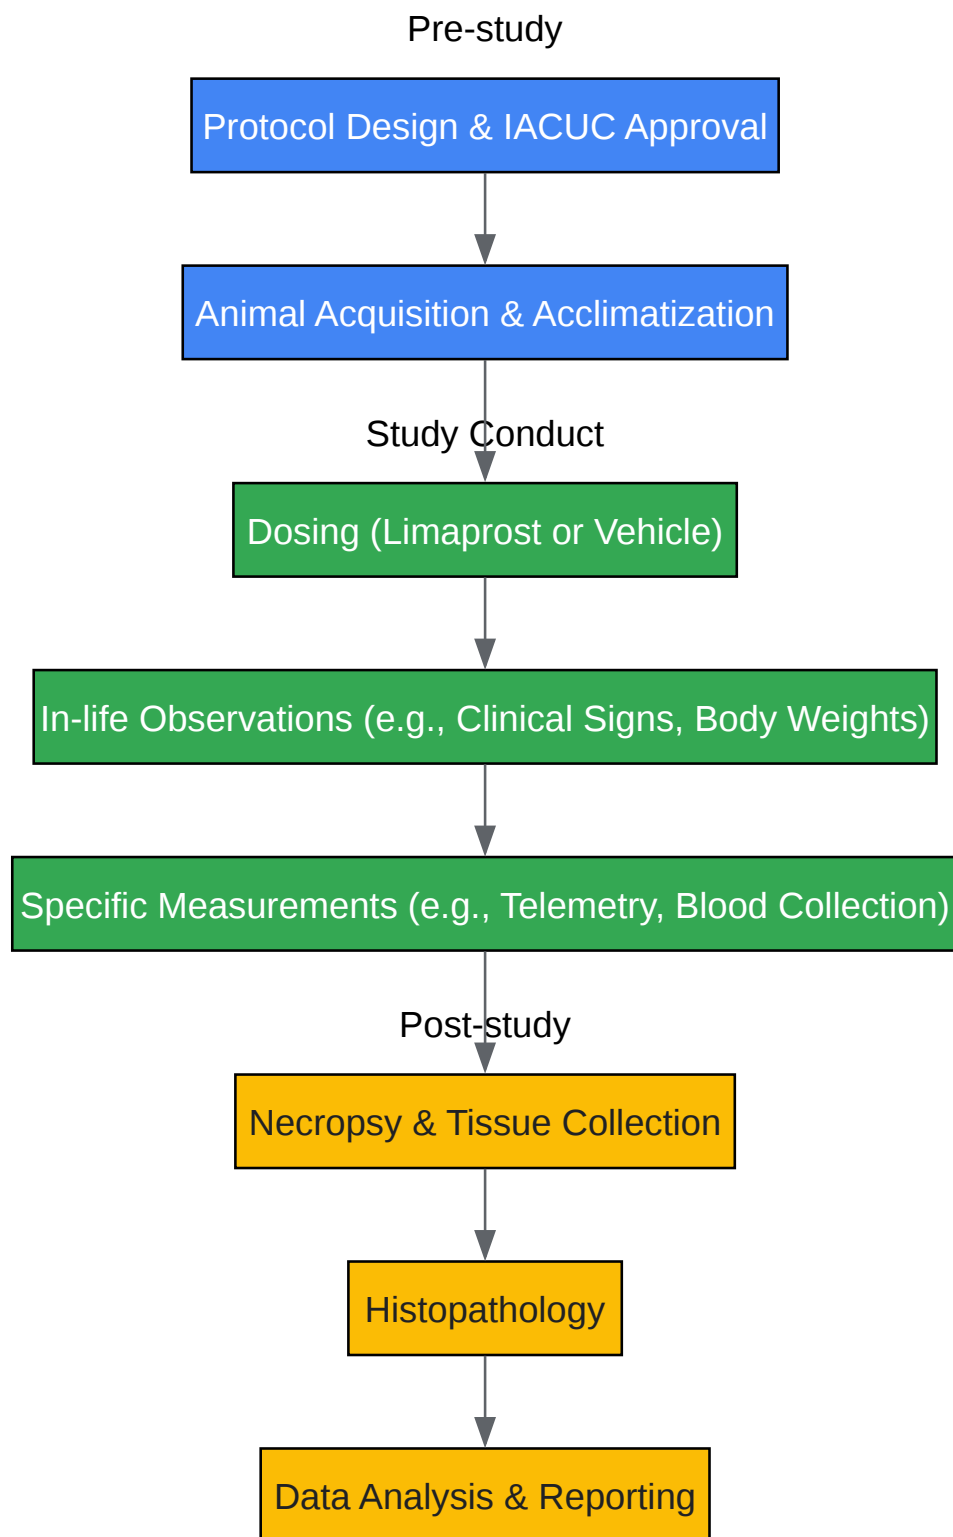 Pre-study
Protocol Design & IACUC Approval
Animal Acquisition & Acclimatization
Study Conduct
Dosing (Limaprost or Vehicle)
In-life Observations (e.g., Clinical Signs, Body Weights)
Specific Measurements (e.g., Telemetry, Blood Collection)
Post-study
Necropsy & Tissue Collection
Histopathology
Data Analysis & Reporting